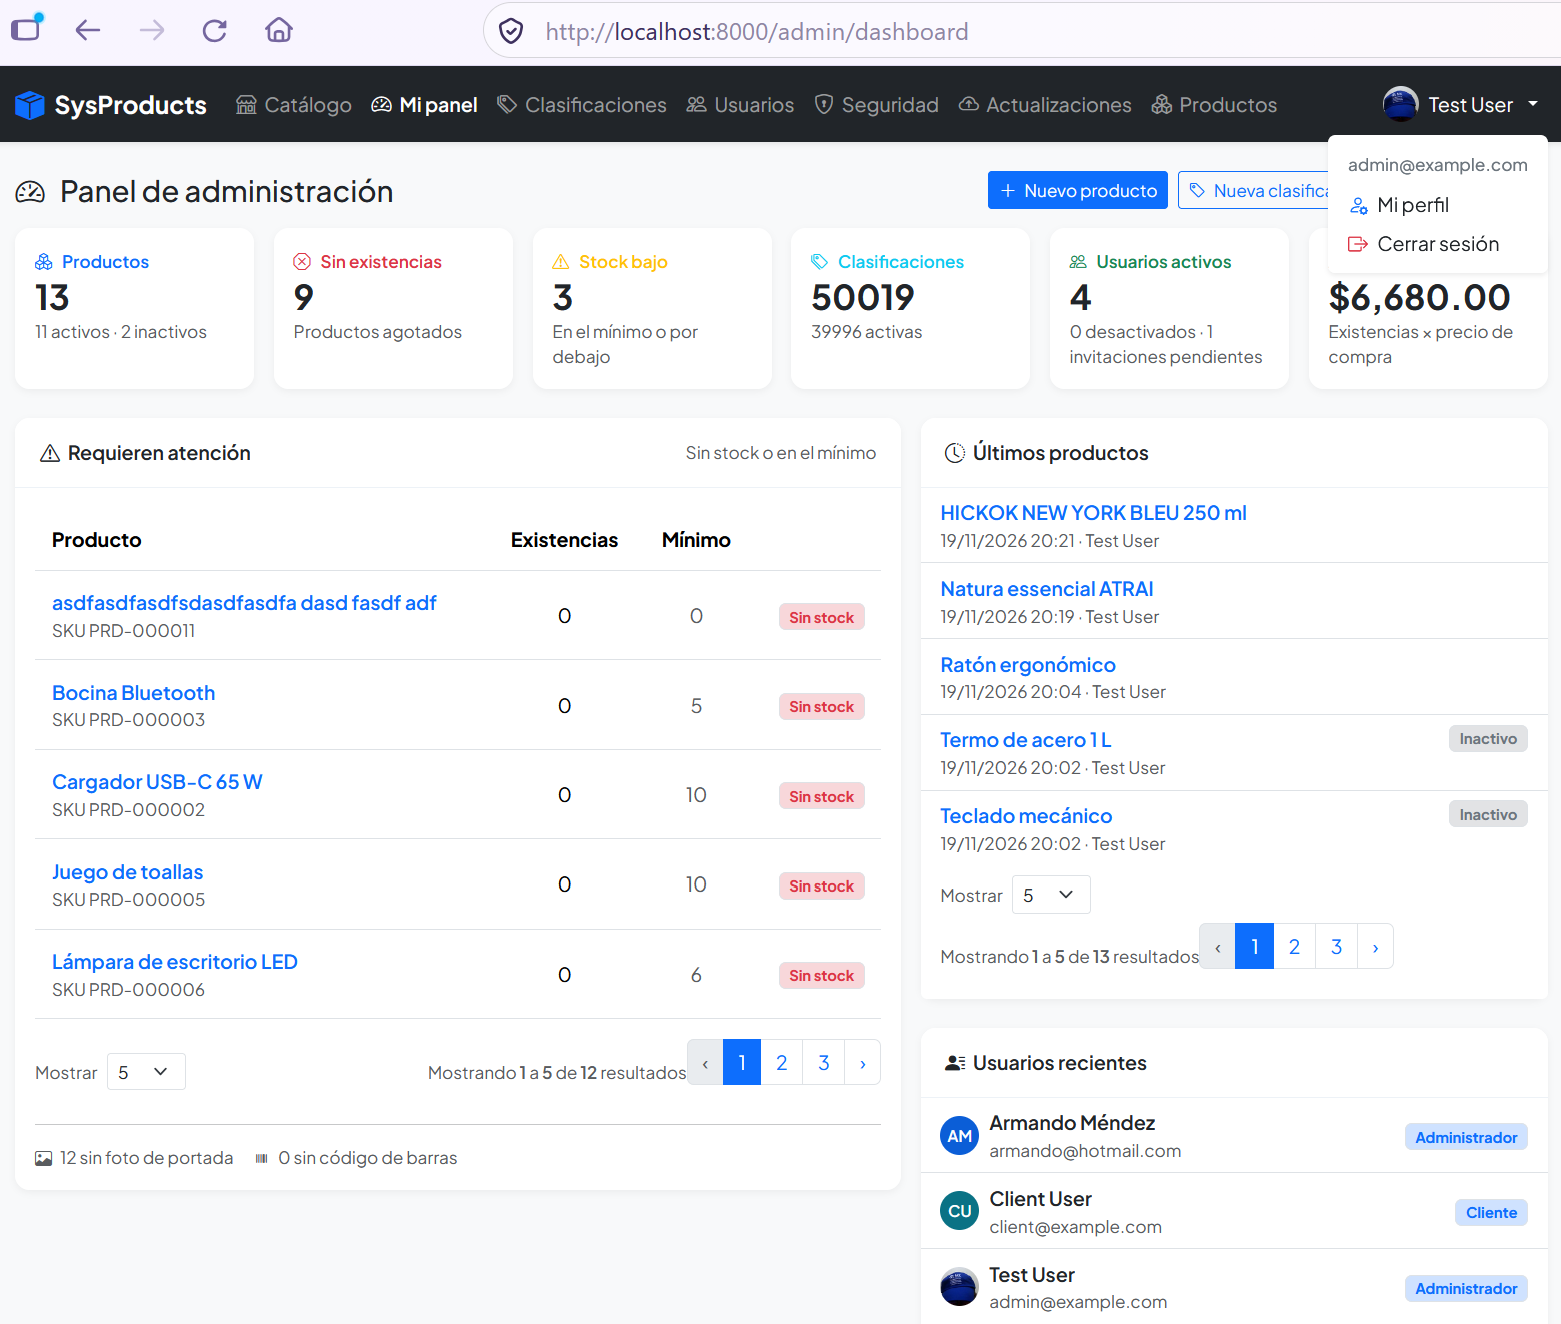 http://localhost:8000/admin/dashboard
SysProducts
Catálogo
Mi panel
Clasificaciones
Usuarios
Seguridad
Actualizaciones
Productos
Test User
admin@example.com
Mi perfil
Cerrar sesión
Panel de administración
Nuevo producto
Nueva clasifica
Productos
13
11 activos · 2 inactivos
Sin existencias
9
Productos agotados
Stock bajo
3
En el mínimo o por
debajo
Clasificaciones
50019
39996 activas
Usuarios activos
4
0 desactivados · 1
invitaciones pendientes
$6,680.00
Existencias × precio de
compra
Requieren atención
Sin stock o en el mínimo
Producto Existencias Mínimo
asdfasdfasdfsdasdfasdfa dasd fasdf adf 0 0 Sin stock
SKU PRD-000011
Bocina Bluetooth 0 5 Sin stock
SKU PRD-000003
Cargador USB-C 65 W 0 10 Sin stock
SKU PRD-000002
Juego de toallas 0 10 Sin stock
SKU PRD-000005
Lámpara de escritorio LED 0 6 Sin stock
SKU PRD-000006
Mostrar 5
Mostrando 1 a 5 de 12 resultados ‹ 1 2 3 ›
12 sin foto de portada
0 sin código de barras
Últimos productos
HICKOK NEW YORK BLEU 250 ml
19/11/2026 20:21 · Test User
Natura essencial ATRAI
19/11/2026 20:19 · Test User
Ratón ergonómico
19/11/2026 20:04 · Test User
Termo de acero 1 L Inactivo
19/11/2026 20:02 · Test User
Teclado mecánico Inactivo
19/11/2026 20:02 · Test User
Mostrar 5
Mostrando 1 a 5 de 13 resultados ‹ 1 2 3 ›
Usuarios recientes
AM
Armando Méndez
armando@hotmail.com
Administrador
CU
Client User
client@example.com
Cliente
Test User
admin@example.com
Administrador